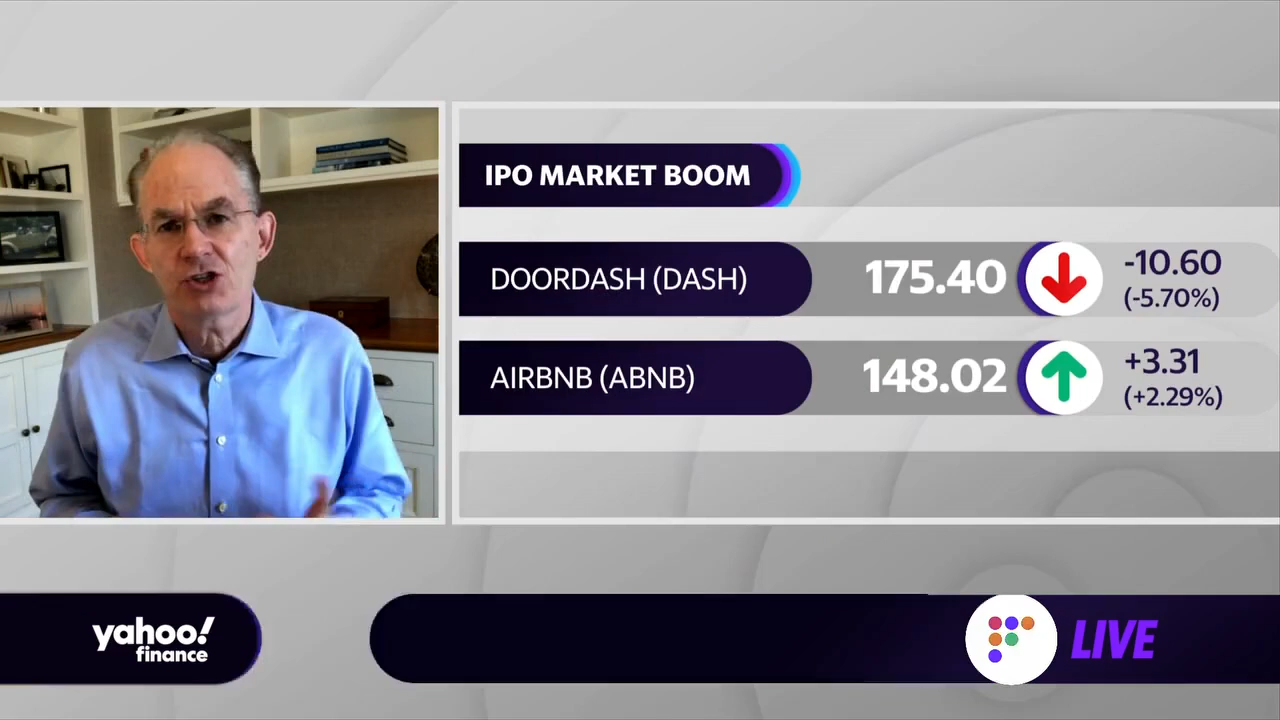 IPO MARKET BOOM
DOORDASH (DASH) 175.40 -10.60 (-5.70%)
AIRBNB (ABNB) 148.02 +3.31 (+2.29%)
yahoo!
finance
LIVE